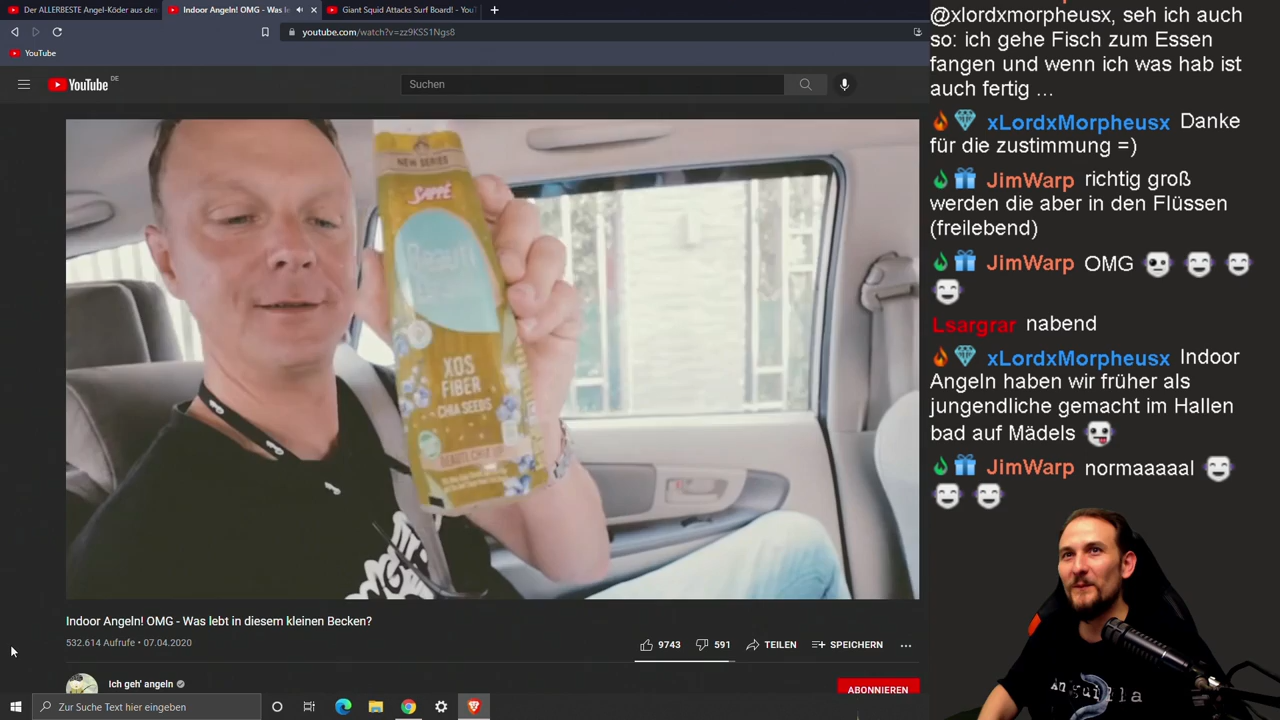 Der ALLERBESTE Angel-Köder aus den
Indoor Angeln! OMG - Was le
Giant Squid Attacks Surf Board! - YouT
youtube.com/watch?v=zz9KSS1Ngs8
YouTube
YouTube DE
Suchen
NEW SERIES
SAPPÉ
Beauti
XOS
FIBER
CHIA SEEDS
Indoor Angeln! OMG - Was lebt in diesem kleinen Becken?
532.614 Aufrufe • 07.04.2020
9743
591
TEILEN
SPEICHERN
Ich geh' angeln
ABONNIEREN
Zur Suche Text hier eingeben
@xlordxmorpheusx, seh ich auch
so: ich gehe Fisch zum Essen
fangen und wenn ich was hab ist
auch fertig ...
xLordxMorpheusx Danke
für die zustimmung =)
JimWarp richtig groß
werden die aber in den Flüssen
(freilebend)
JimWarp OMG
Lsargrar nabend
xLordxMorpheusx Indoor
Angeln haben wir früher als
jungendliche gemacht im Hallen
bad auf Mädels
JimWarp normaaaaal